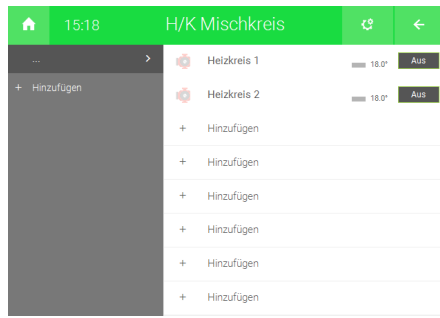 15:18 H/K Mischkreis
...
+ Hinzufügen
Heizkreis 1 18.0° Aus
Heizkreis 2 18.0° Aus
+ Hinzufügen
+ Hinzufügen
+ Hinzufügen
+ Hinzufügen
+ Hinzufügen
+ Hinzufügen